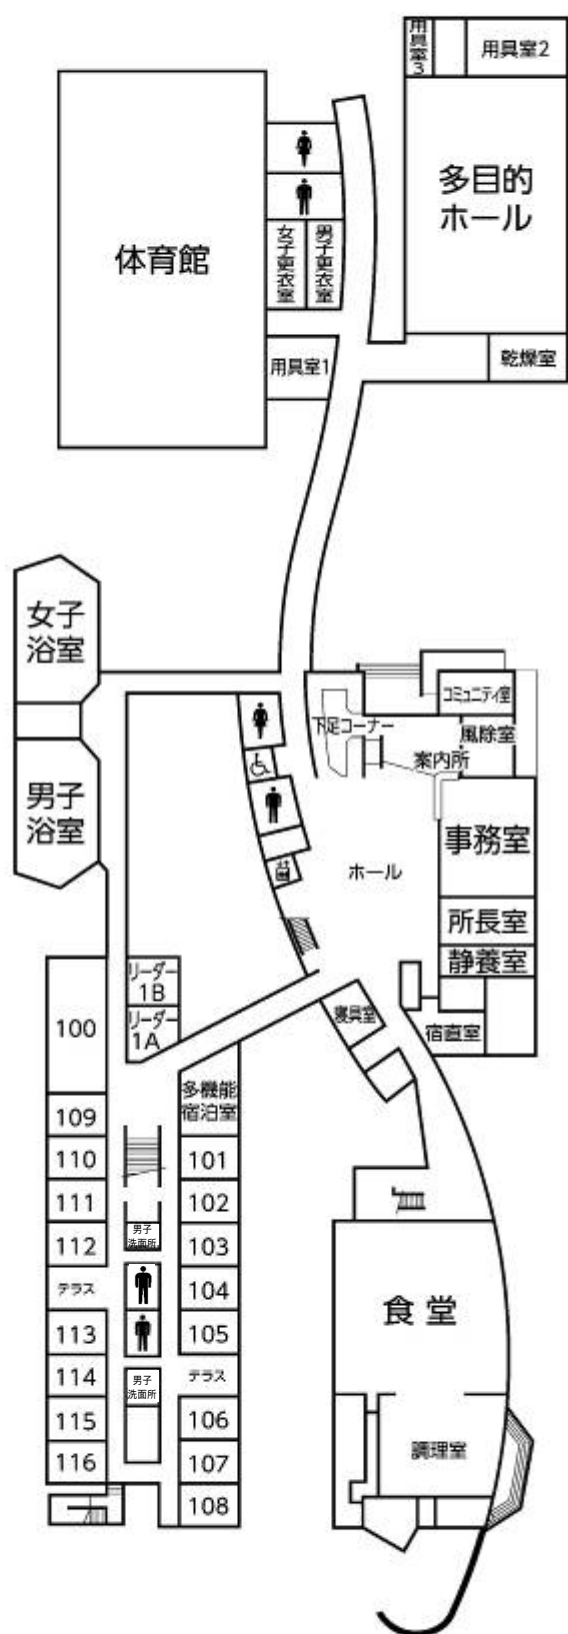 用具室3
用具室2
多目的
ホール
体育館
女子更衣室
男子更衣室
用具室1
乾燥室
女子
浴室
男子
浴室
コミュニティ室
下足コーナー
風除室
案内所
事務室
ホール
所長室
静養室
宿直室
寝具室
リーダー
1B
リーダー
1A
100
多機能
宿泊室
109
110
111
112
テラス
113
114
115
116
男子
洗面所
男子
洗面所
101
102
103
104
105
テラス
106
107
108
食堂
調理室